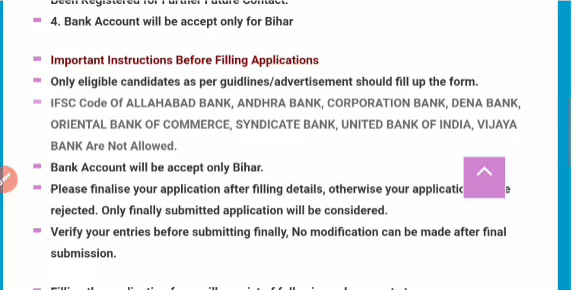 4. Bank Account will be accept only for Bihar
Important Instructions Before Filling Applications
Only eligible candidates as per guidlines/advertisement should fill up the form.
IFSC Code Of ALLAHABAD BANK, ANDHRA BANK, CORPORATION BANK, DENA BANK,
ORIENTAL BANK OF COMMERCE, SYNDICATE BANK, UNITED BANK OF INDIA, VIJAYA
BANK Are Not Allowed.
Bank Account will be accept only Bihar.
Please finalise your application after filling details, otherwise your
rejected. Only finally submitted application will be considered.
Verify your entries before submitting finally, No modification can be made after final
submission.